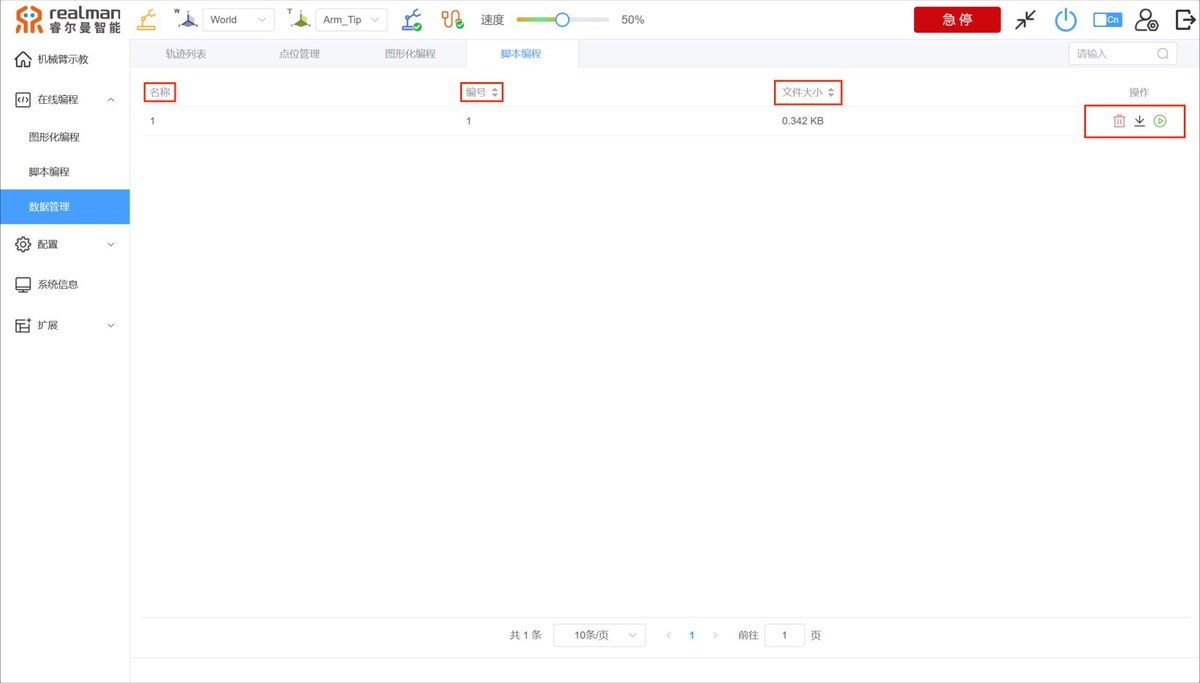 realman
睿尔曼智能
W World T Arm_Tip 速度 50% 急停 Cn
机械臂示教
在线编程
图形化编程
脚本编程
数据管理
配置
系统信息
扩展
轨迹列表 点位管理 图形化编程 脚本编程 请输入
名称 编号 文件大小 操作
1 1 0.342 KB
共 1 条 10条/页 1 前往 1 页